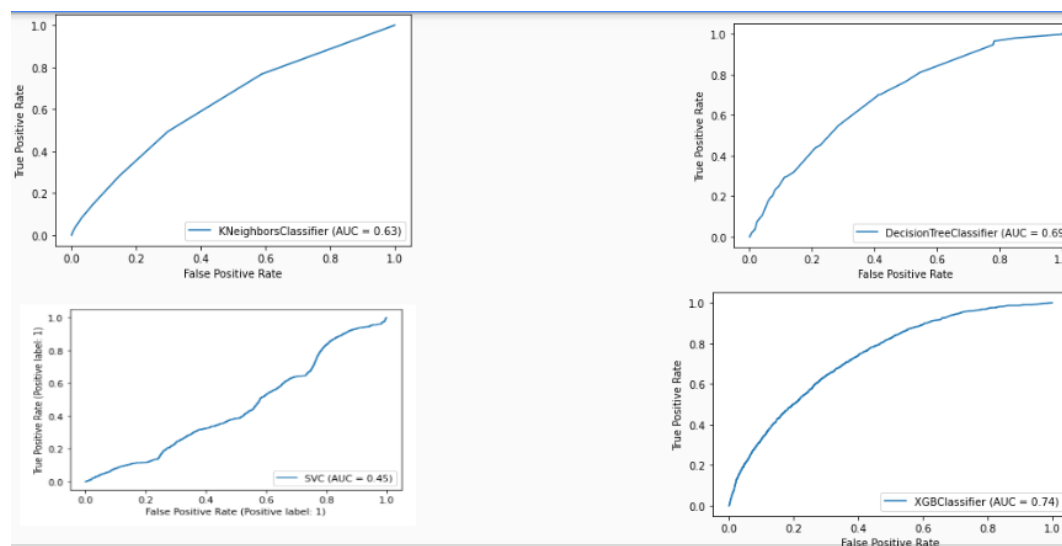 1.0
0.8
0.6
0.4
0.2
0.0
True Positive Rate
KNeighborsClassifier (AUC = 0.63)
0.0 0.2 0.4 0.6 0.8 1.0
False Positive Rate
1.0
0.8
0.6
0.4
0.2
0.0
True Positive Rate
DecisionTreeClassifier (AUC = 0.69
0.0 0.2 0.4 0.6 0.8 1.
False Positive Rate
1.0
0.8
0.6
0.4
0.2
0.0
True Positive Rate (Positive label: 1)
SVC (AUC = 0.45)
0.0 0.2 0.4 0.6 0.8 1.0
False Positive Rate (Positive label: 1)
1.0
0.8
0.6
0.4
0.2
0.0
True Positive Rate
XGBClassifier (AUC = 0.74)
0.0 0.2 0.4 0.6 0.8 1.0
False Positive Rate